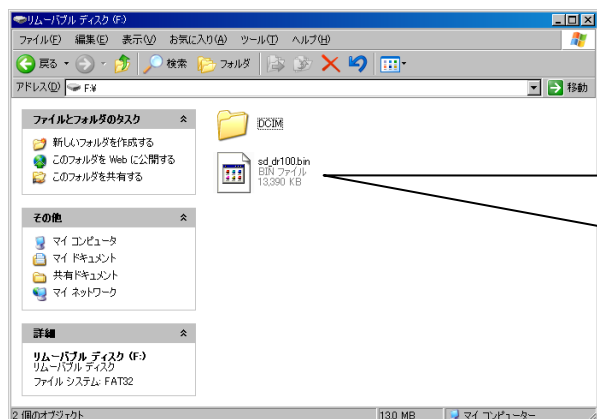 リムーバブル ディスク (F:)
ファイル(F) 編集(E) 表示(V) お気に入り(A) ツール(T) ヘルプ(H)
戻る 検索 フォルダ
アドレス(D) F:¥ 移動
ファイルとフォルダのタスク
新しいフォルダを作成する
このフォルダを Web に公開する
このフォルダを共有する
その他
マイ コンピュータ
マイ ドキュメント
共有ドキュメント
マイ ネットワーク
詳細
リムーバブル ディスク (F:)
リムーバブル ディスク
ファイル システム: FAT32
DCIM
sd_dr100.bin
BIN ファイル
13,390 KB
2 個のオブジェクト 13.0 MB マイ コンピューター